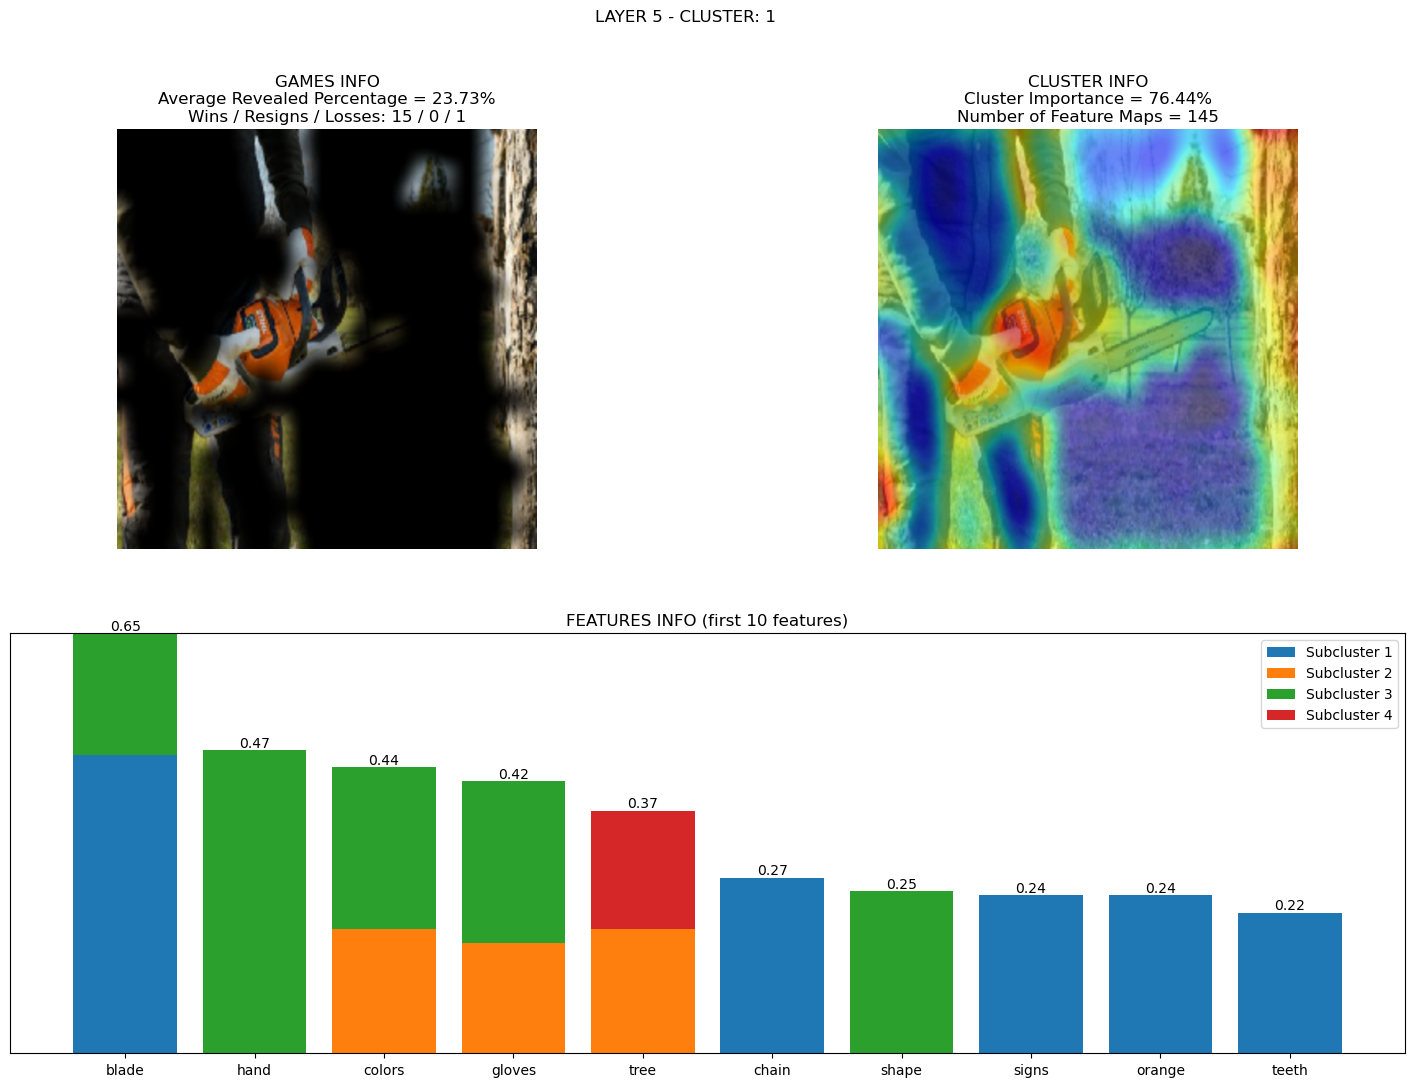 LAYER 5 - CLUSTER: 1
GAMES INFO
Average Revealed Percentage = 23.73%
Wins / Resigns / Losses: 15 / 0 / 1
CLUSTER INFO
Cluster Importance = 76.44%
Number of Feature Maps = 145
FEATURES INFO (first 10 features)
0.65
0.47
0.44
0.42
0.37
0.27
0.25
0.24
0.24
0.22
Subcluster 1
Subcluster 2
Subcluster 3
Subcluster 4
blade
hand
colors
gloves
tree
chain
shape
signs
orange
teeth